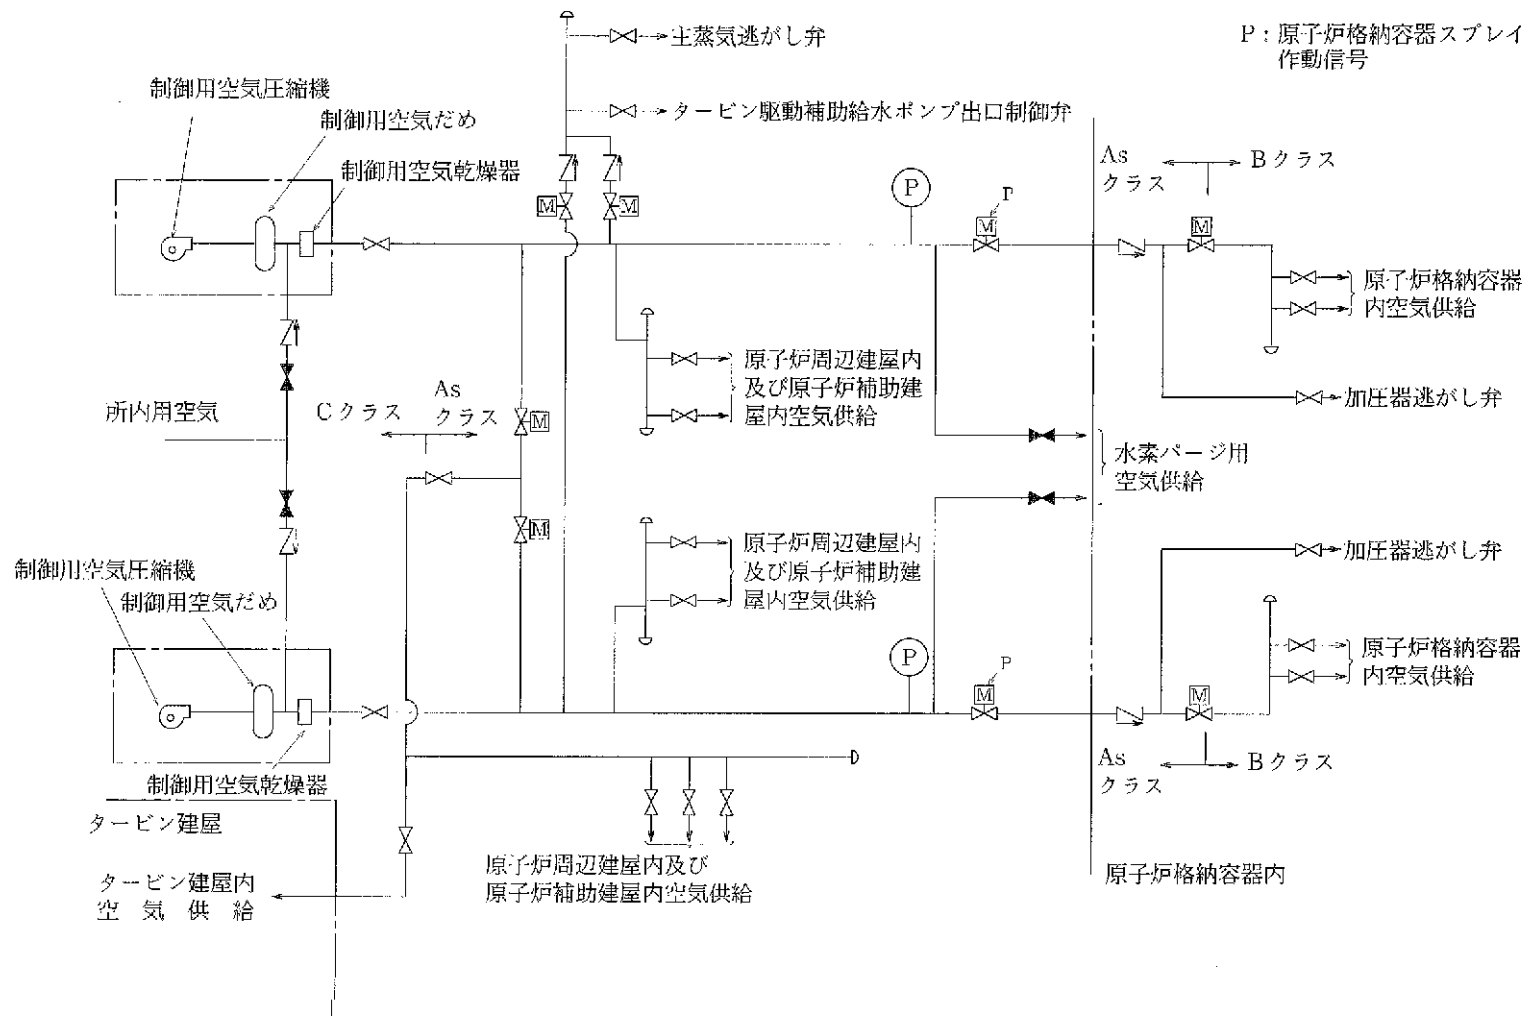 主蒸気逃がし弁
P：原子炉格納容器スプレイ
作動信号
制御用空気圧縮機
制御用空気だめ
タービン駆動補助給水ポンプ出口制御弁
制御用空気乾燥器
As
クラス
Bクラス
M
M
P
P
M
M
原子炉格納容器
内空気供給
原子炉周辺建屋内
及び原子炉補助建
屋内空気供給
加圧器逃がし弁
所内用空気
Cクラス
As
クラス
M
水素パージ用
空気供給
M
原子炉周辺建屋内
及び原子炉補助建
屋内空気供給
加圧器逃がし弁
制御用空気圧縮機
制御用空気だめ
P
P
M
M
原子炉格納容器
内空気供給
As
クラス
Bクラス
制御用空気乾燥器
タービン建屋
原子炉周辺建屋内及び
原子炉補助建屋内空気供給
原子炉格納容器内
タービン建屋内
空気供給